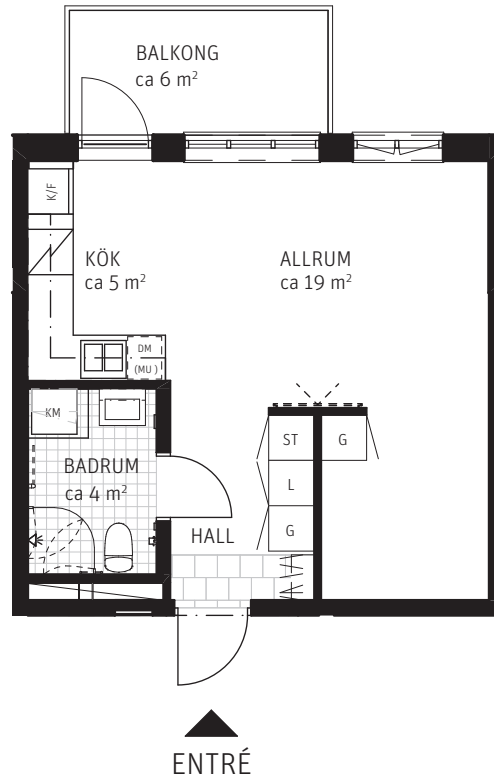 BALKONG
ca 6 m²
K/F
KÖK
ca 5 m²
ALLRUM
ca 19 m²
DM
(MU)
KM
ST
G
BADRUM
ca 4 m²
L
G
HALL
ENTRÉ